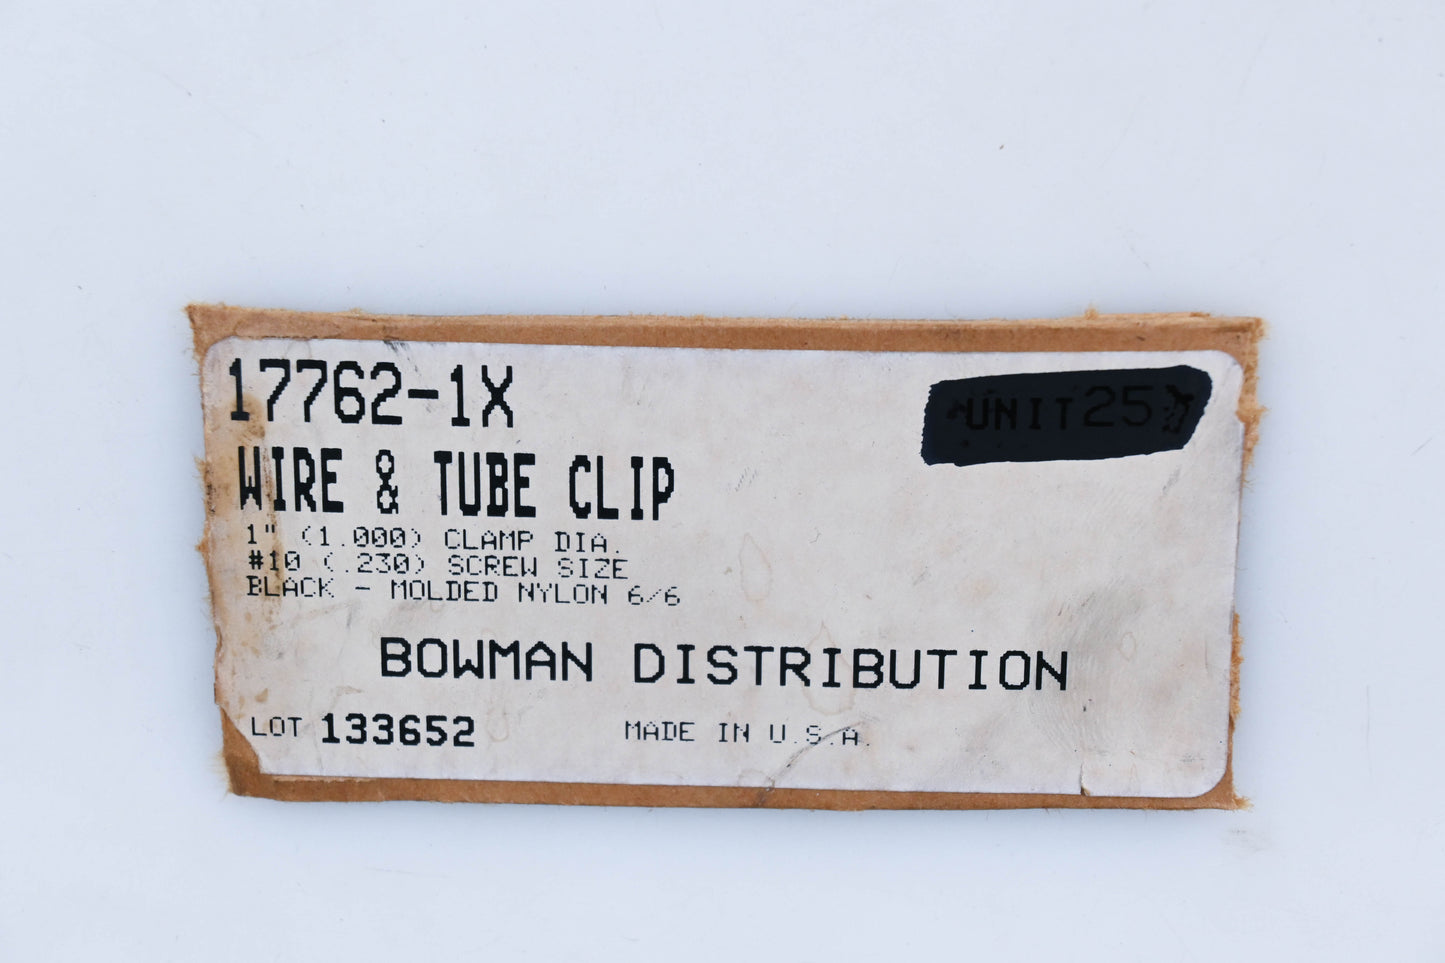 17762-1X
UNIT 25
WIRE & TUBE CLIP
1" (1.000) CLAMP DIA.
#10 (.230) SCREW SIZE
BLACK - MOLDED NYLON 6/6
BOWMAN DISTRIBUTION
LOT 133652 MADE IN U.S.A.